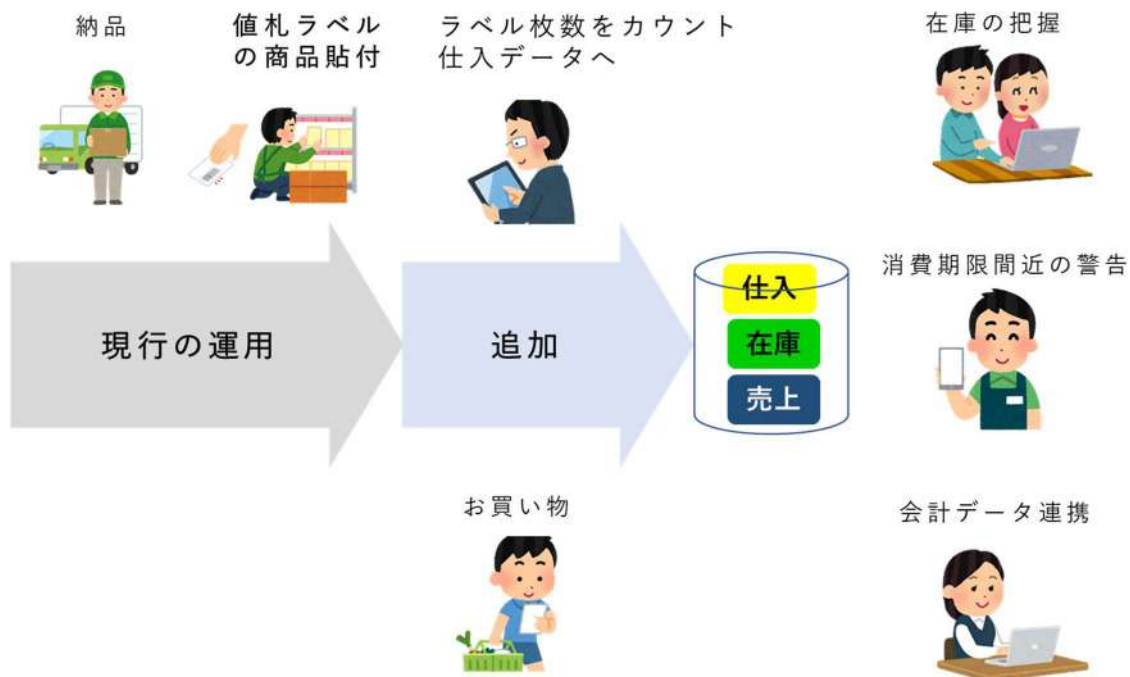 納品
値札ラベル
の商品貼付
ラベル枚数をカウント
仕入データへ
在庫の把握
現行の運用
追加
仕入
在庫
売上
消費期限間近の警告
お買い物
会計データ連携